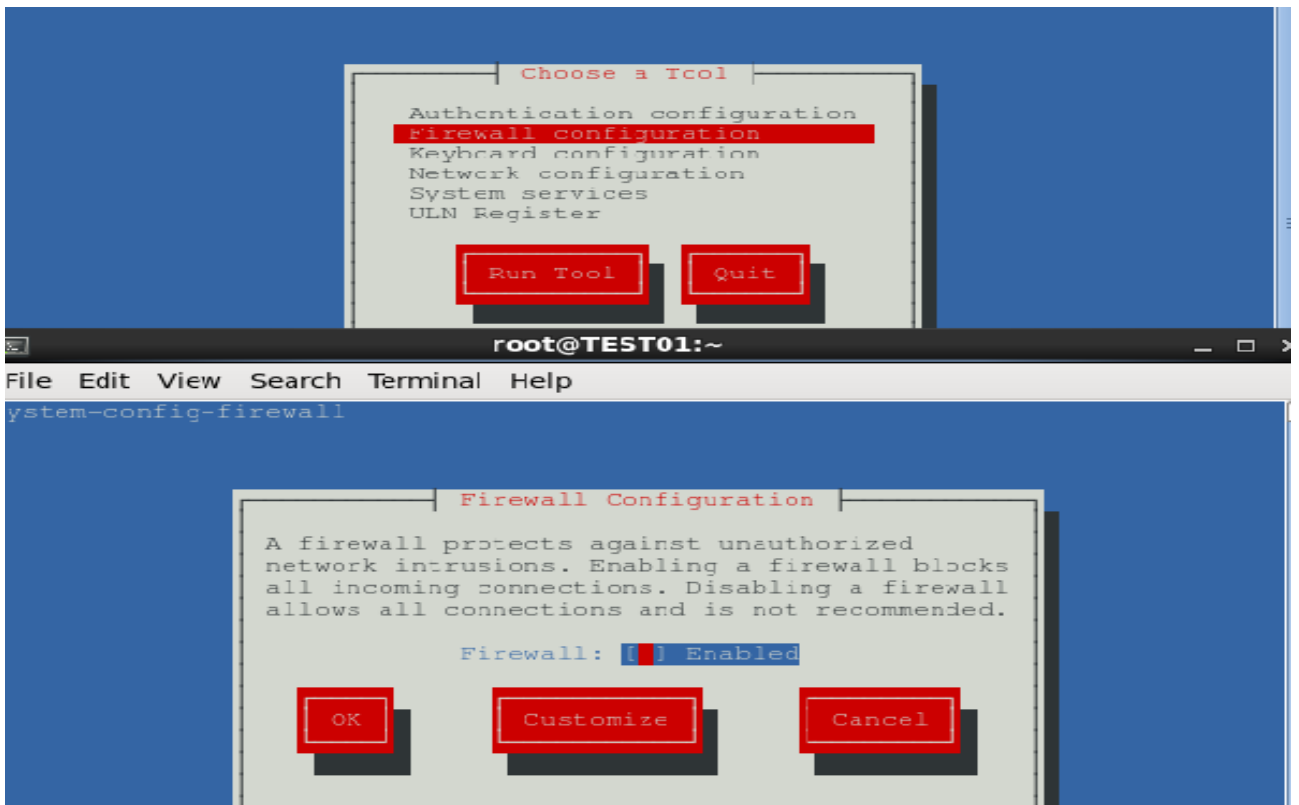 Choose a Tool
Authentication configuration
Firewall configuration
Keyboard configuration
Network configuration
System services
ULN Register
Run Tool Quit
root@TEST01:~
File Edit View Search Terminal Help
ystem-config-firewall
Firewall Configuration
A firewall protects against unauthorized
network intrusions. Enabling a firewall blocks
all incoming connections. Disabling a firewall
allows all connections and is not recommended.
Firewall: [ ] Enabled
OK Customize Cancel